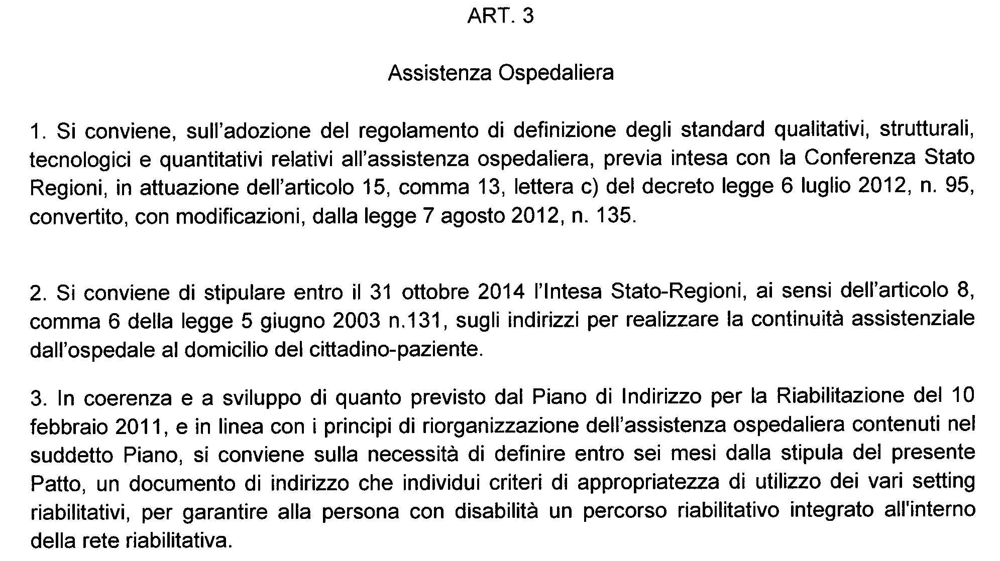 ART. 3
Assistenza Ospedaliera
1. Si conviene, sull'adozione del regolamento di definizione degli standard qualitativi, strutturali,
tecnologici e quantitativi relativi all'assistenza ospedaliera, previa intesa con la Conferenza Stato
Regioni, in attuazione dell'articolo 15, comma 13, lettera c) del decreto legge 6 luglio 2012, n. 95,
convertito, con modificazioni, dalla legge 7 agosto 2012, n. 135.
2. Si conviene di stipulare entro il 31 ottobre 2014 l'Intesa Stato-Regioni, ai sensi dell'articolo 8,
comma 6 della legge 5 giugno 2003 n.131, sugli indirizzi per realizzare la continuità assistenziale
dall'ospedale al domicilio del cittadino-paziente.
3. In coerenza e a sviluppo di quanto previsto dal Piano di Indirizzo per la Riabilitazione del 10
febbraio 2011, e in linea con i principi di riorganizzazione dell'assistenza ospedaliera contenuti nel
suddetto Piano, si conviene sulla necessità di definire entro sei mesi dalla stipula del presente
Patto, un documento di indirizzo che individui criteri di appropriatezza di utilizzo dei vari setting
riabilitativi, per garantire alla persona con disabilità un percorso riabilitativo integrato all'interno
della rete riabilitativa.